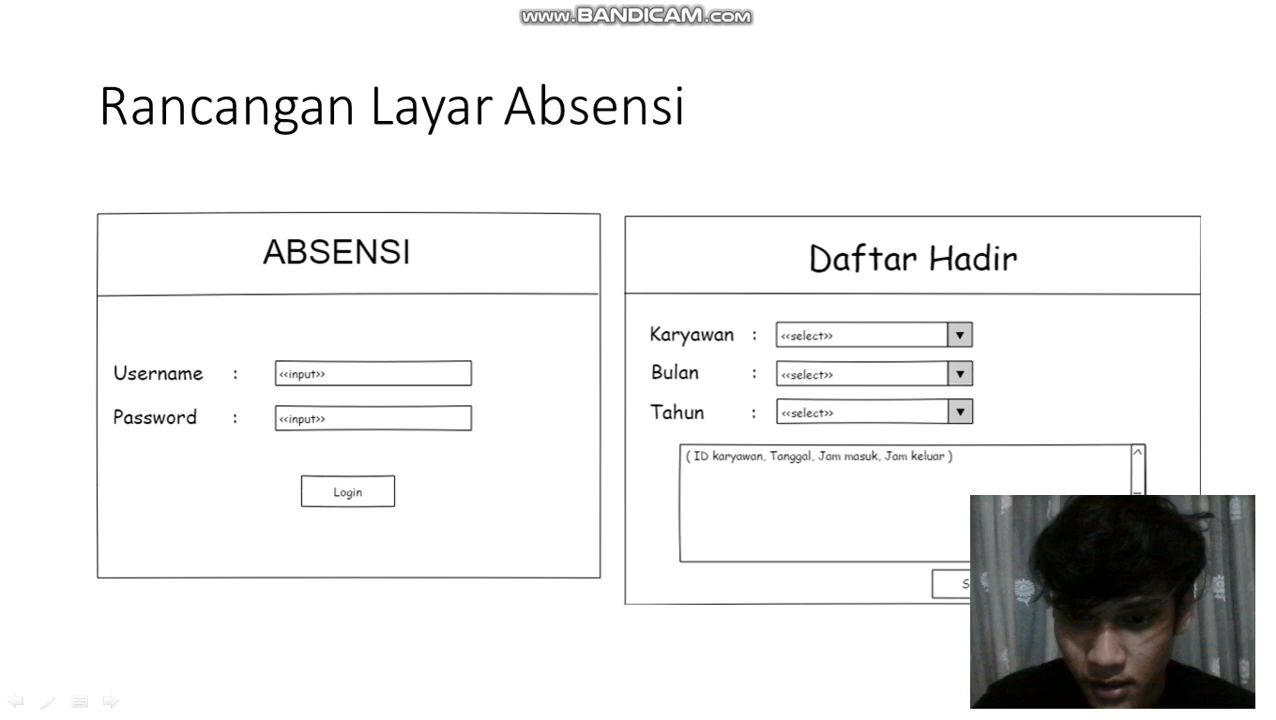 www.BANDICAM.com
Rancangan Layar Absensi
ABSENSI
Username : <<input>>
Password : <<input>>
Login
Daftar Hadir
Karyawan : <<select>>
Bulan : <<select>>
Tahun : <<select>>
( ID karyawan, Tanggal, Jam masuk, Jam keluar )